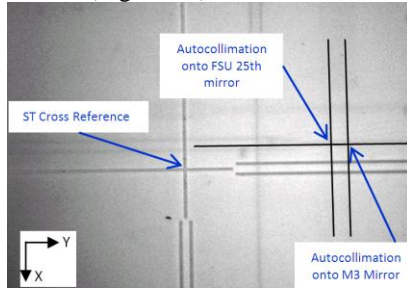 Autocollimation
onto FSU 25th
mirror
ST Cross Reference
Y
X
Autocollimation
onto M3 Mirror